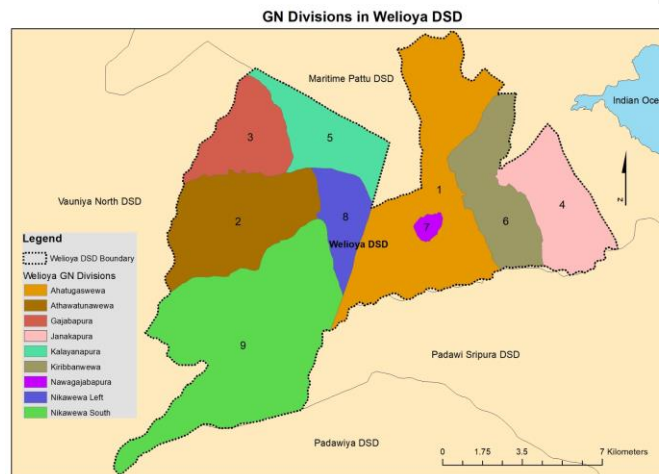 GN Divisions in Welioya DSD
Maritime Pattu DSD
Indian Oce
3
5
Vauniya North DSD
2
8
1
7
6
4
Z
Welioya DSD
Legend
Welioya DSD Boundary
Welioya GN Divisions
Ahatugaswewa
Athawatunawewa
Gajabapura
Janakapura
Kalayanapura
Kiribbanwewa
Nawagajabapura
Nikawewa Left
Nikawewa South
9
Padawi Sripura DSD
Padawiya DSD
0 1.75 3.5 7 Kilometers